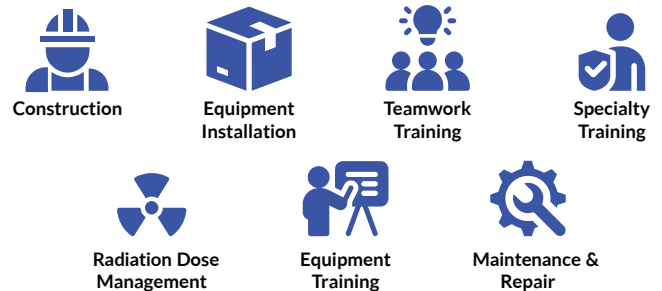 Construction
Equipment
Installation
Teamwork
Training
Specialty
Training
Radiation Dose
Management
Equipment
Training
Maintenance &
Repair